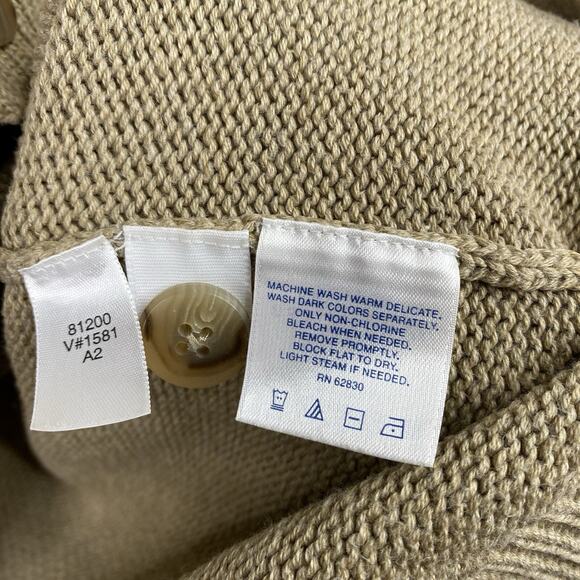 81200
V#1581
A2
MACHINE WASH WARM DELICATE.
WASH DARK COLORS SEPARATELY.
ONLY NON-CHLORINE
BLEACH WHEN NEEDED.
REMOVE PROMPTLY.
BLOCK FLAT TO DRY.
LIGHT STEAM IF NEEDED.
RN 62830